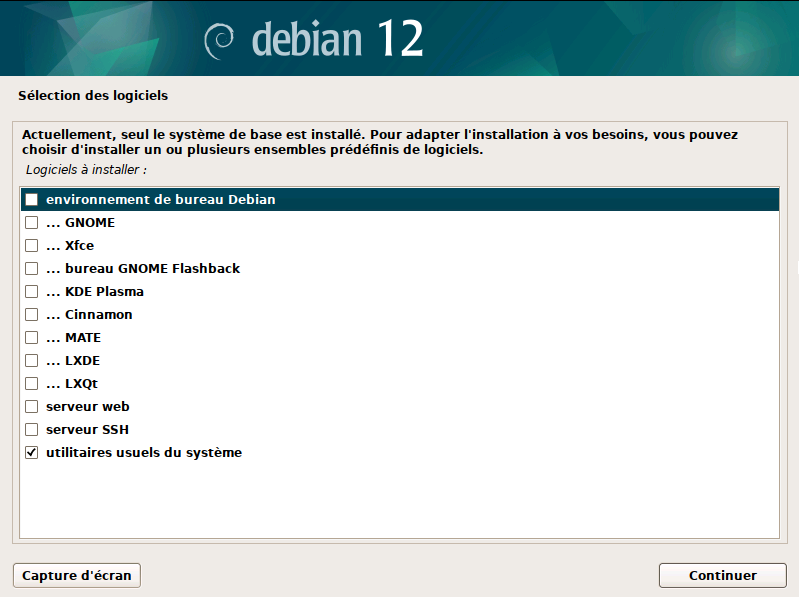 debian 12
Sélection des logiciels
Actuellement, seul le système de base est installé. Pour adapter l'installation à vos besoins, vous pouvez
choisir d'installer un ou plusieurs ensembles prédéfinis de logiciels.
Logiciels à installer :
environnement de bureau Debian
... GNOME
... Xfce
... bureau GNOME Flashback
... KDE Plasma
... Cinnamon
... MATE
... LXDE
... LXQt
serveur web
serveur SSH
utilitaires usuels du système
Capture d'écran
Continuer